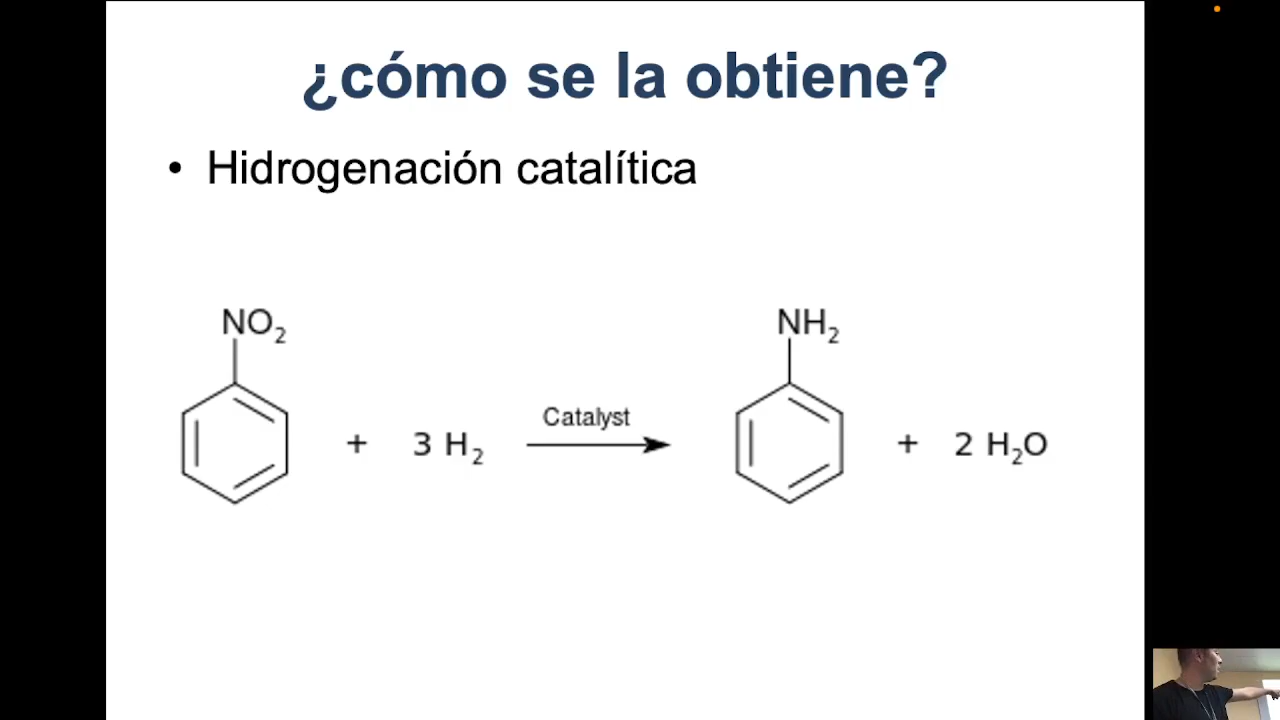 ¿cómo se la obtiene?
• Hidrogenación catalítica
NO₂ NH₂
Catalyst
+ 3 H₂ + 2 H₂O